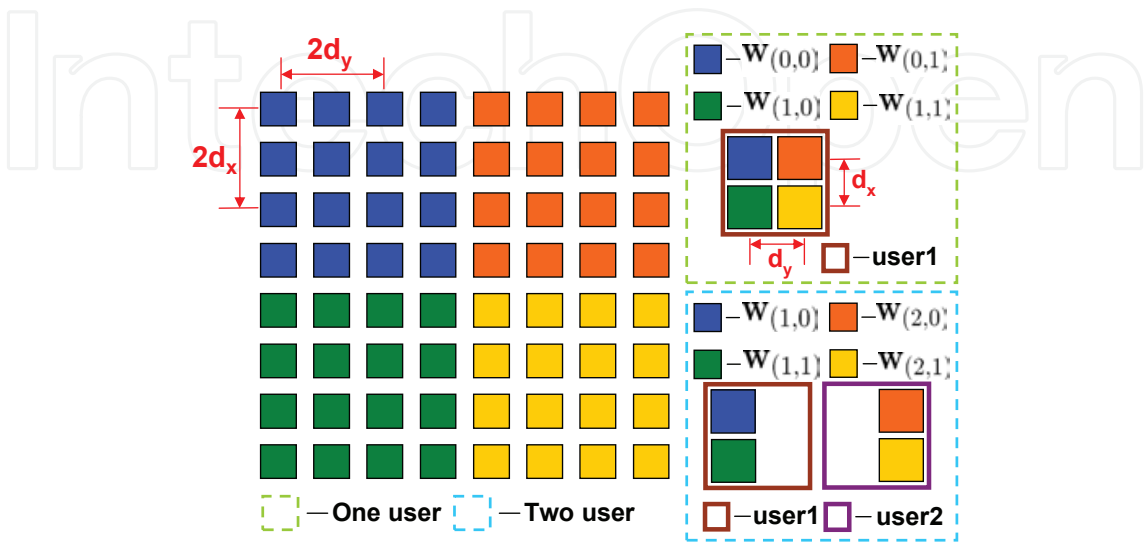 IntechOpen
2dy
2dx
–W(0,0) –W(0,1)
–W(1,0) –W(1,1)
dx
dy
–user1
–W(1,0) –W(2,0)
–W(1,1) –W(2,1)
–user1 –user2
–One user –Two user